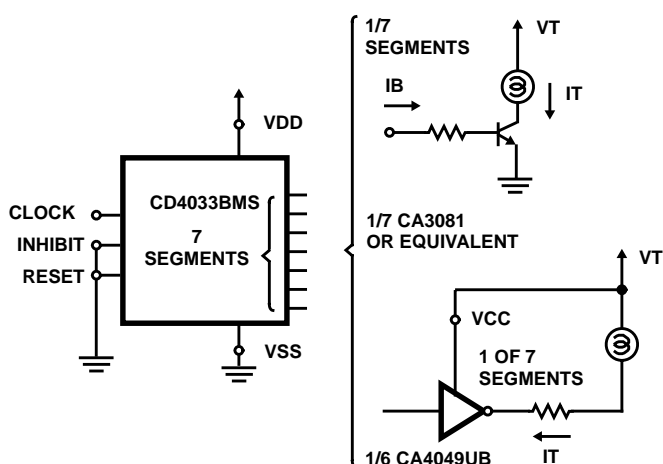 1/7
SEGMENTS
VT
IB
IT
VDD
CD4033BMS
CLOCK
7
INHIBIT
SEGMENTS
RESET
1/7 CA3081
OR EQUIVALENT
VT
VCC
VSS
1 OF 7
SEGMENTS
IT
1/6 CA4049UB